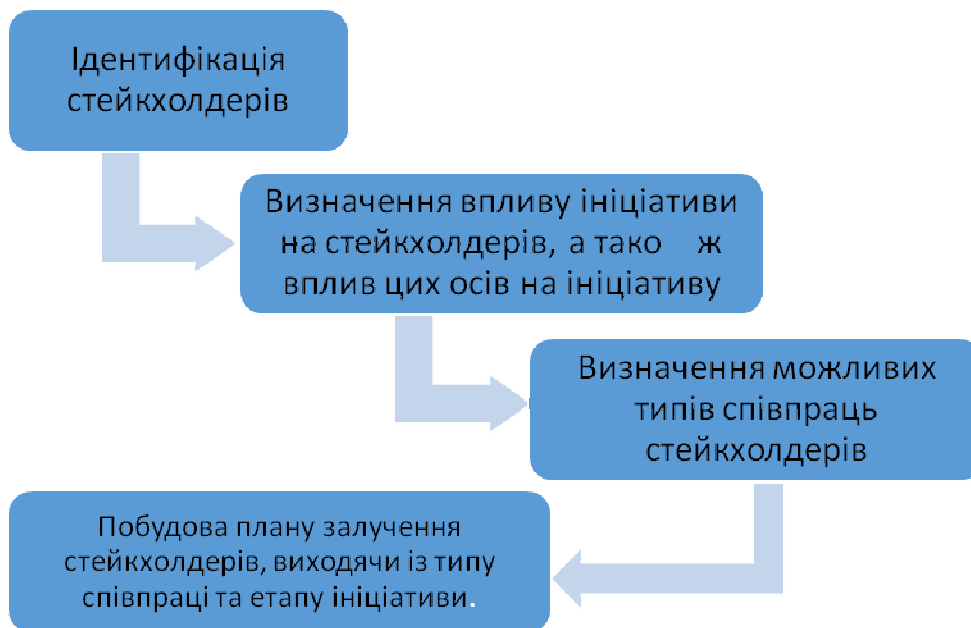 Ідентифікація
стейкхолдерів
Визначення впливу ініціативи
на стейкхолдерів, а тако ж
вплив цих осіб на ініціативу
Визначення можливих
типів співпраць
стейкхолдерів
Побудова плану залучення
стейкхолдерів, виходячи із типу
співпраці та етапу ініціативи.